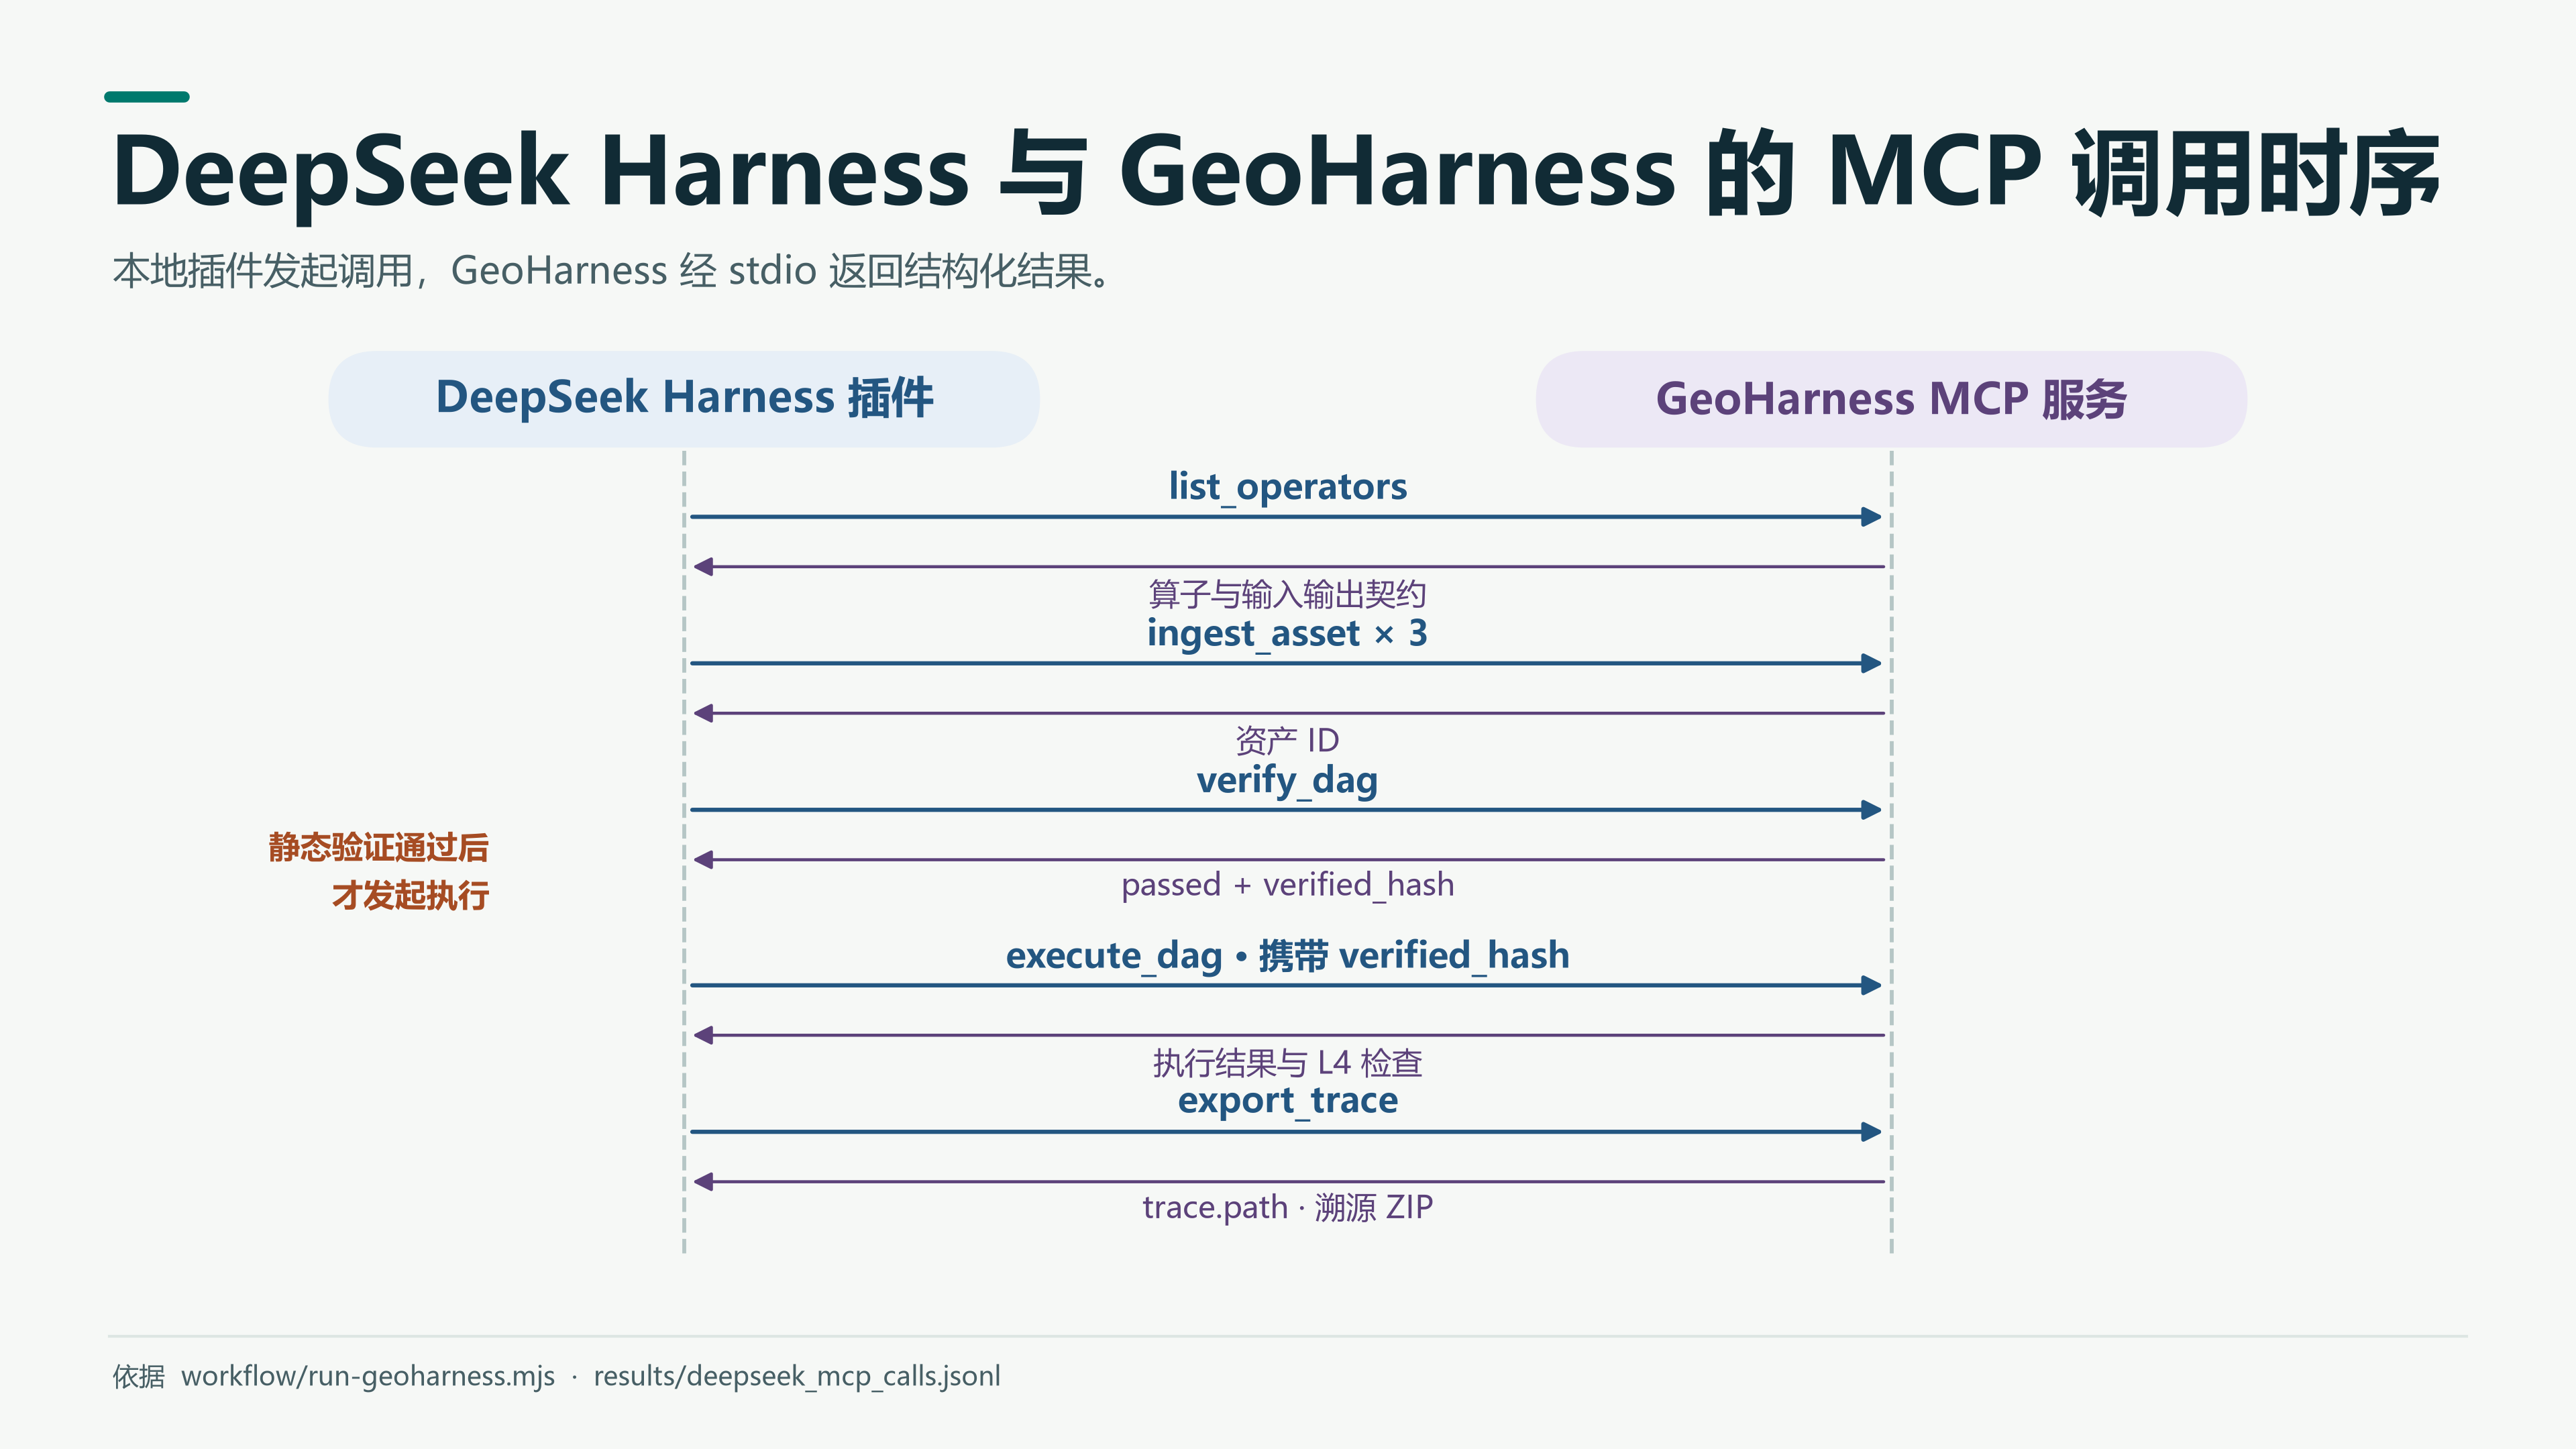 DeepSeek Harness 与 GeoHarness 的 MCP 调用时序
本地插件发起调用，GeoHarness 经 stdio 返回结构化结果。
DeepSeek Harness 插件
GeoHarness MCP 服务
list_operators
算子与输入输出契约
ingest_asset × 3
资产 ID
verify_dag
静态验证通过后
才发起执行
passed + verified_hash
execute_dag • 携带 verified_hash
执行结果与 L4 检查
export_trace
trace.path · 溯源 ZIP
依据 workflow/run-geoharness.mjs · results/deepseek_mcp_calls.jsonl